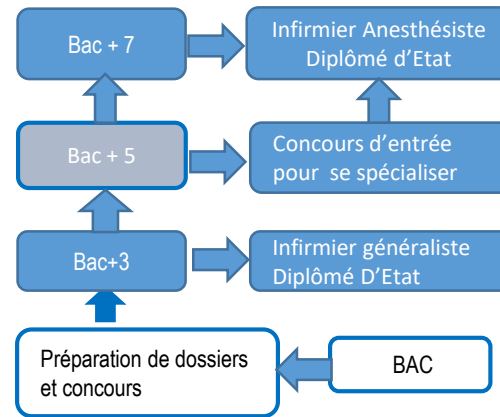 Bac + 7
Infirmier Anesthésiste
Diplômé d'Etat
Bac + 5
Concours d'entrée
pour se spécialiser
Bac+3
Infirmier généraliste
Diplômé D'Etat
Préparation de dossiers
et concours
BAC